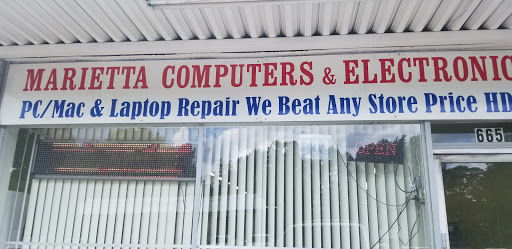 MARIETTA COMPUTERS & ELECTRONIC
PC/Mac & Laptop Repair We Beat Any Store Price HD
665
OPEN